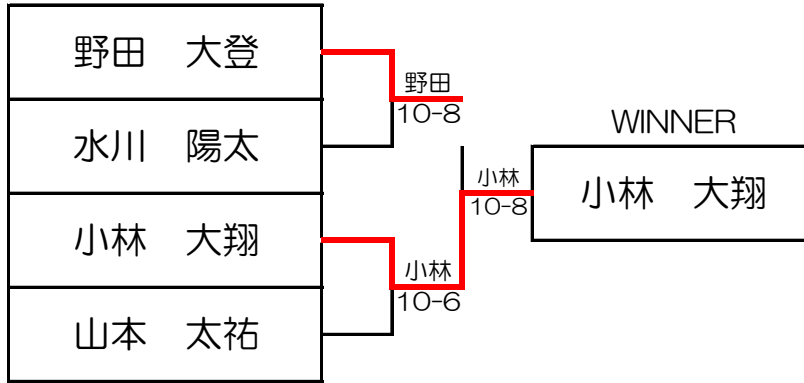 野田　大登
水川　陽太
小林　大翔
山本　太祐
野田
10-8
小林
10-6
小林
10-8
WINNER
小林　大翔